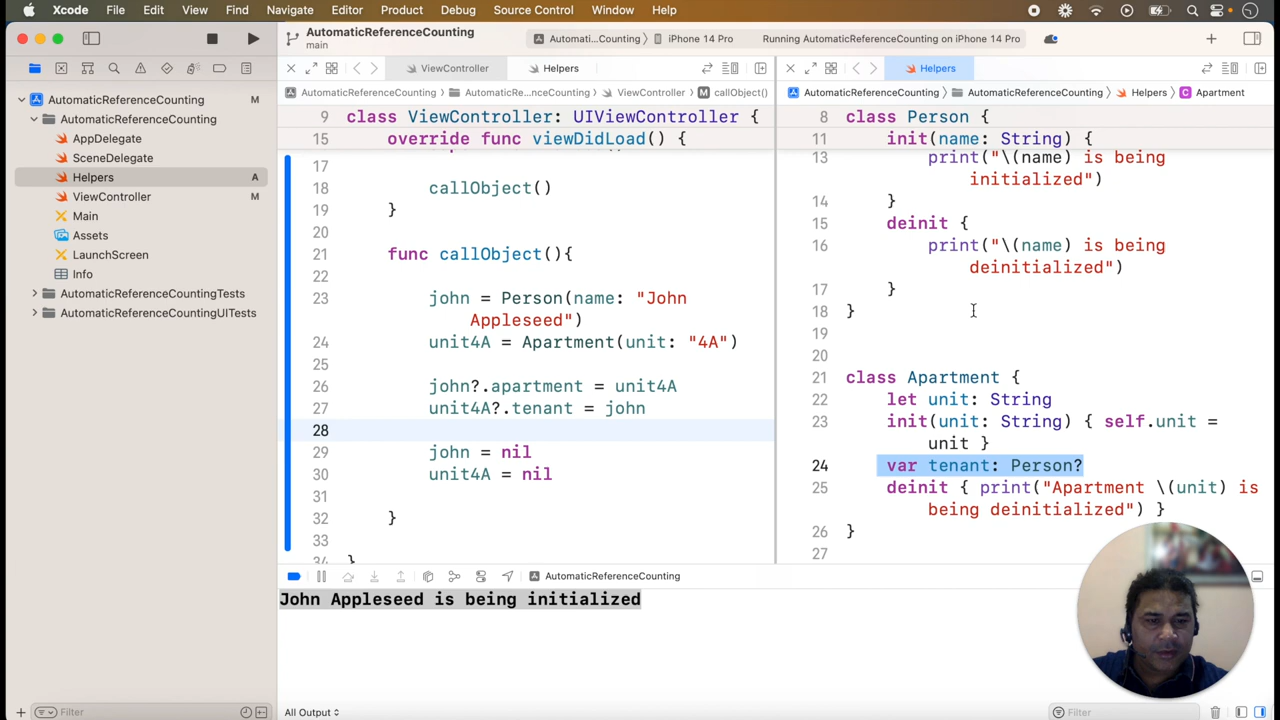 Xcode File Edit View Find Navigate Editor Product Debug Source Control Window Help
AutomaticReferenceCounting
main
Automati...Counting
iPhone 14 Pro
Running AutomaticReferenceCounting on iPhone 14 Pro
AutomaticReferenceCounting M
AutomaticReferenceCounting
AppDelegate
SceneDelegate
Helpers A
ViewController M
Main
Assets
LaunchScreen
Info
AutomaticReferenceCountingTests
AutomaticReferenceCountingUITests
Filter
ViewController Helpers
AutomaticReferenceCounting AutomaticRe...nceCounting ViewController M callObject()
9 class ViewController: UIViewController {
15 override func viewDidLoad() {
17
18 callObject()
19 }
20
21 func callObject(){
22
23 john = Person(name: "John
Appleseed")
24 unit4A = Apartment(unit: "4A")
25
26 john?.apartment = unit4A
27 unit4A?.tenant = john
28
29 john = nil
30 unit4A = nil
31
32 }
33
34 }
Helpers
AutomaticReferenceCounting AutomaticReferenceCounting Helpers C Apartment
8 class Person {
11 init(name: String) {
13 print("\(name) is being
initialized")
14 }
15 deinit {
16 print("\(name) is being
deinitialized")
17 }
18 }
19
20
21 class Apartment {
22 let unit: String
23 init(unit: String) { self.unit =
unit }
24 var tenant: Person?
25 deinit { print("Apartment \(unit) is
being deinitialized") }
26 }
27
AutomaticReferenceCounting
John Appleseed is being initialized
All Output
Filter